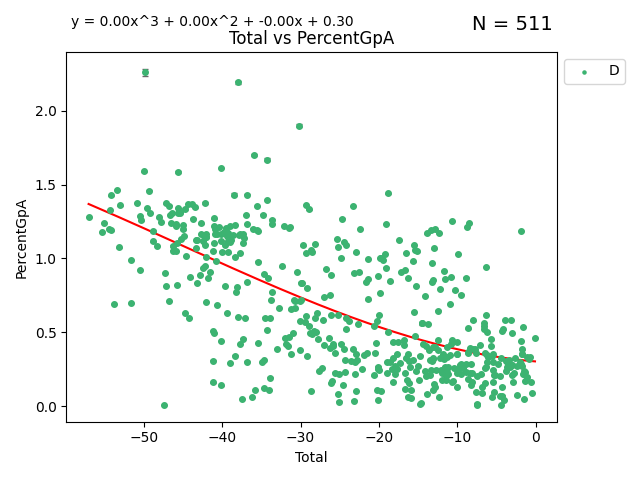 y = 0.00x^3 + 0.00x^2 + -0.00x + 0.30
N = 511
Total vs PercentGpA
D
PercentGpA
2.0
1.5
1.0
0.5
0.0
−50
−40
−30
−20
−10
0
Total